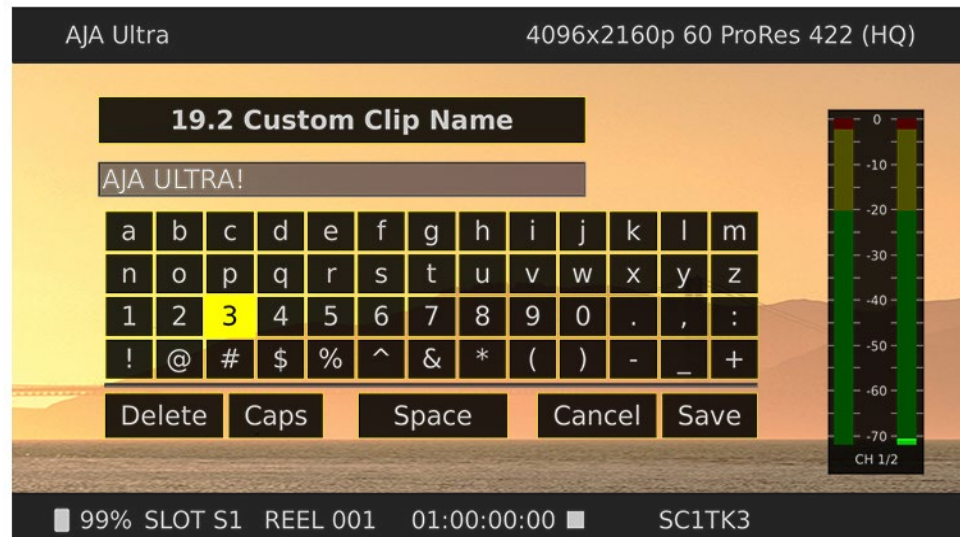 AJA Ultra 4096x2160p 60 ProRes 422 (HQ)
19.2 Custom Clip Name
AJA ULTRA!
a b c d e f g h i j k l m
n o p q r s t u v w x y z
1 2 3 4 5 6 7 8 9 0 . , :
! @ # $ % ^ & * ( ) - _ +
Delete Caps Space Cancel Save
0
-10
-20
-30
-40
-50
-60
-70
CH 1/2
99% SLOT S1 REEL 001 01:00:00:00 SC1TK3